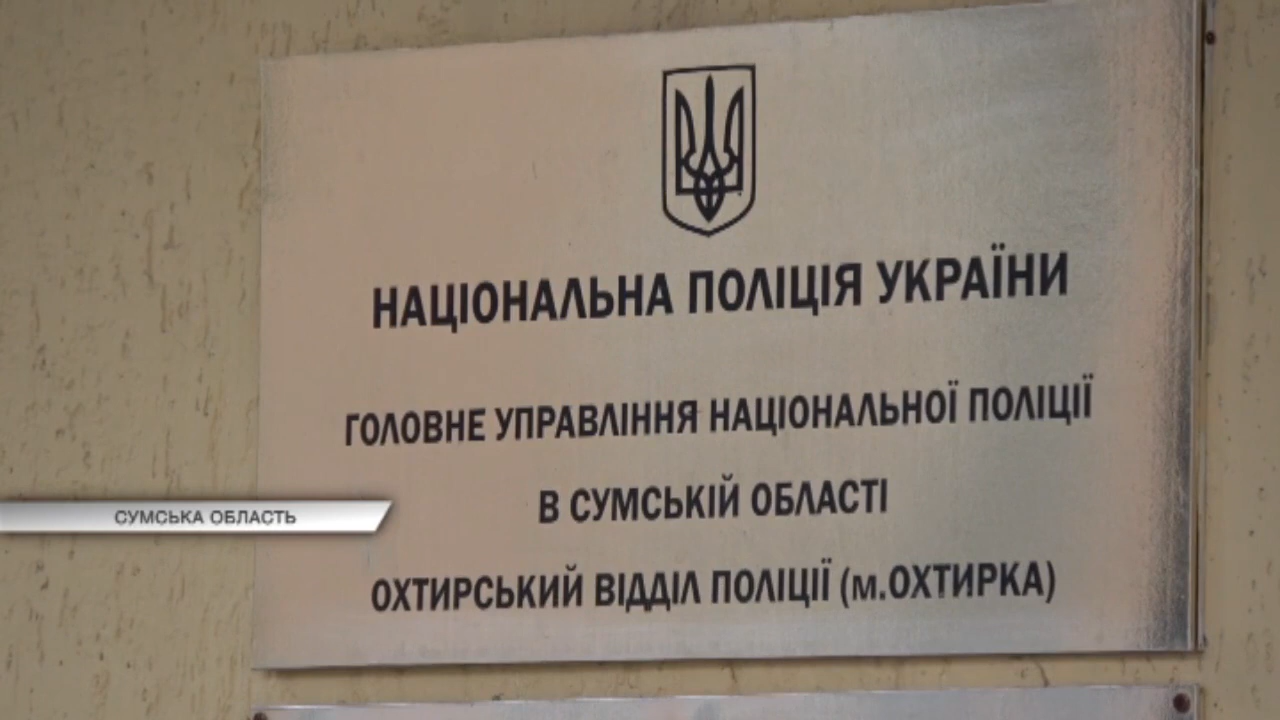 НАЦІОНАЛЬНА ПОЛІЦІЯ УКРАЇНИ
ГОЛОВНЕ УПРАВЛІННЯ НАЦІОНАЛЬНОЇ ПОЛІЦІЇ
В СУМСЬКІЙ ОБЛАСТІ
СУМСЬКА ОБЛАСТЬ
ОХТИРСЬКИЙ ВІДДІЛ ПОЛІЦІЇ (м.ОХТИРКА)